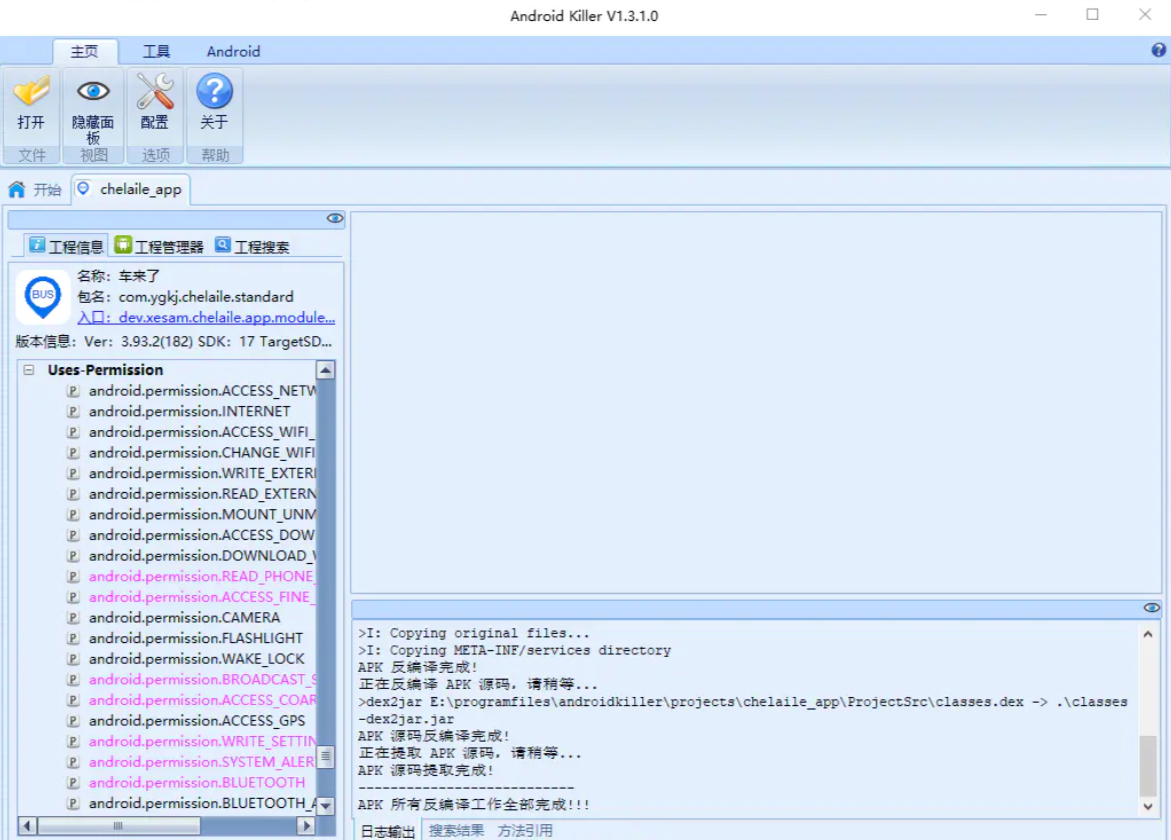 Android Killer V1.3.1.0
主页 工具 Android
打开 隐藏面板 配置 关于
文件 视图 选项 帮助
开始 chelaile_app
工程信息 工程管理器 工程搜索
BUS
名称: 车来了
包名: com.ygkj.chelaile.standard
入口: dev.xesam.chelaile.app.module...
版本信息: Ver: 3.93.2(182) SDK: 17 TargetSD...
Uses-Permission
android.permission.ACCESS_NETW
android.permission.INTERNET
android.permission.ACCESS_WIFI_
android.permission.CHANGE_WIFI
android.permission.WRITE_EXTERI
android.permission.READ_EXTERN
android.permission.MOUNT_UNM
android.permission.ACCESS_DOW
android.permission.DOWNLOAD_
android.permission.READ_PHONE_
android.permission.ACCESS_FINE_
android.permission.CAMERA
android.permission.FLASHLIGHT
android.permission.WAKE_LOCK
android.permission.BROADCAST_S
android.permission.ACCESS_COAR
android.permission.ACCESS_GPS
android.permission.WRITE_SETTIN
android.permission.SYSTEM_ALER
android.permission.BLUETOOTH
android.permission.BLUETOOTH_A
>I: Copying original files...
>I: Copying META-INF/services directory
APK 反编译完成!
正在反编译 APK 源码，请稍等...
>dex2jar E:\programfiles\androidkiller\projects\chelaile_app\ProjectSrc\classes.dex -> .\classes
-dex2jar.jar
APK 源码反编译完成!
正在提取 APK 源码，请稍等...
APK 源码提取完成!
---------------------------
APK 所有反编译工作全部完成!!!
日志输出 搜索结果 方法引用